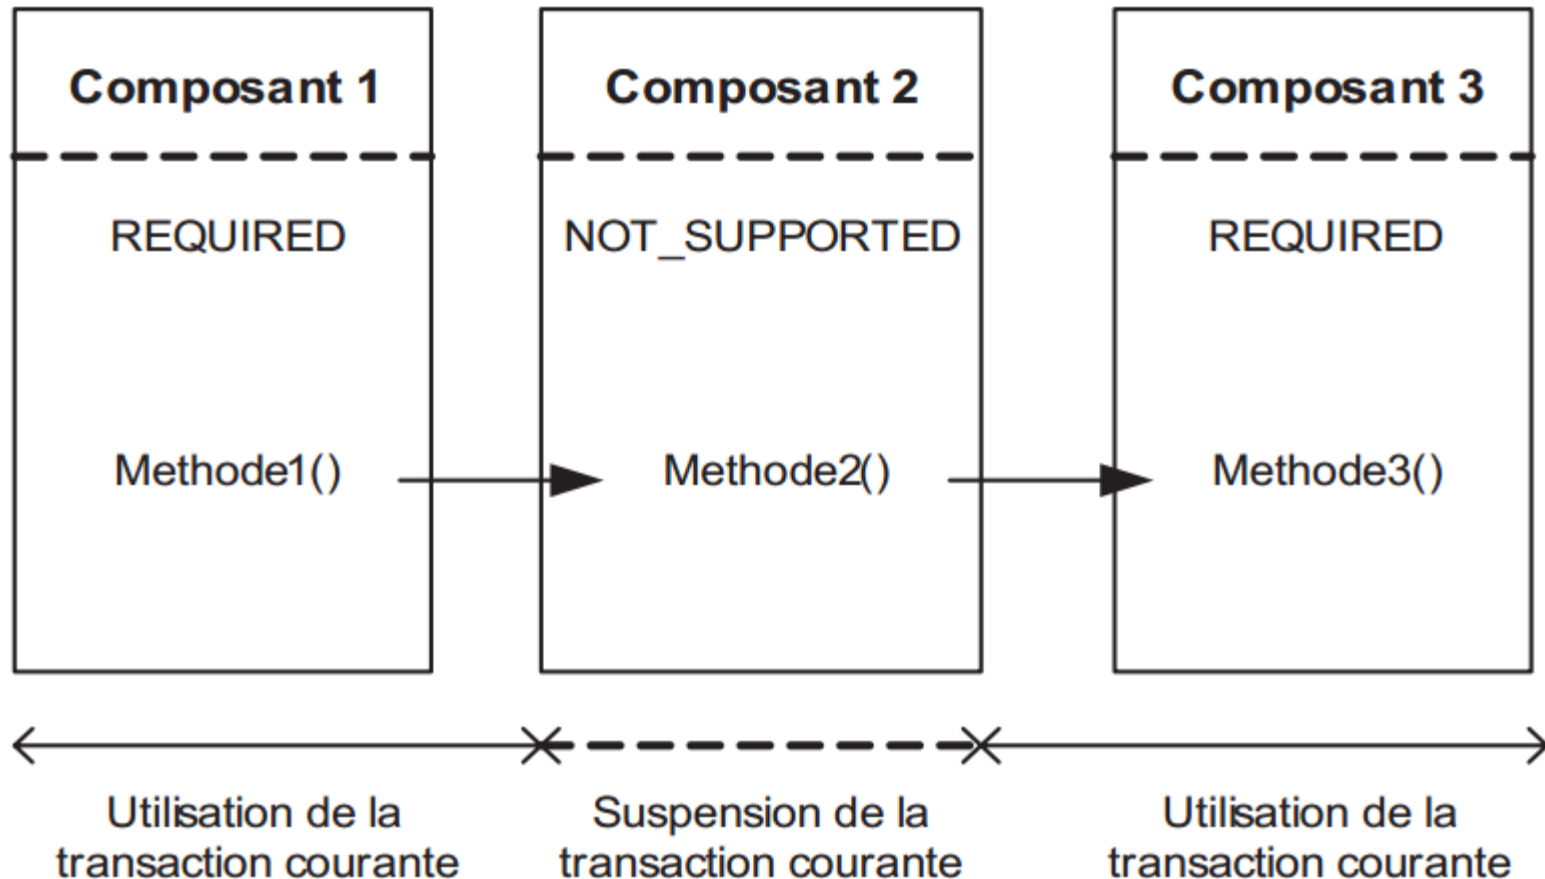 Composant 1
Composant 2
Composant 3
REQUIRED
NOT_SUPPORTED
REQUIRED
Methode1()
Methode2()
Methode3()
Utilisation de la
transaction courante
Suspension de la
transaction courante
Utilisation de la
transaction courante